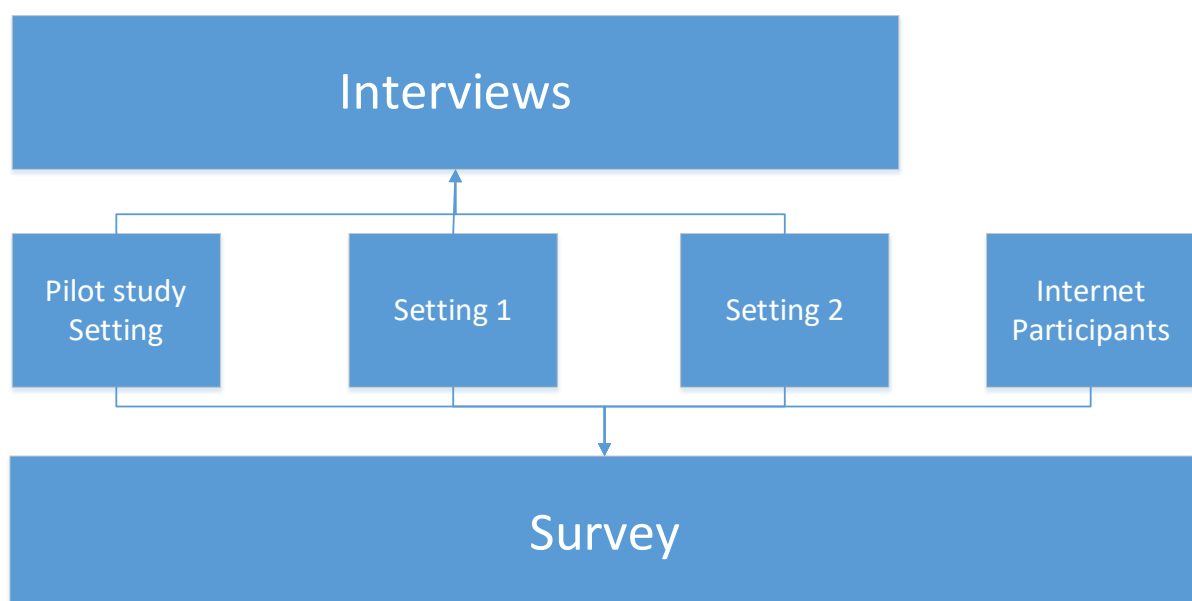 Interviews
Pilot study
Setting
Setting 1
Setting 2
Internet
Participants
Survey